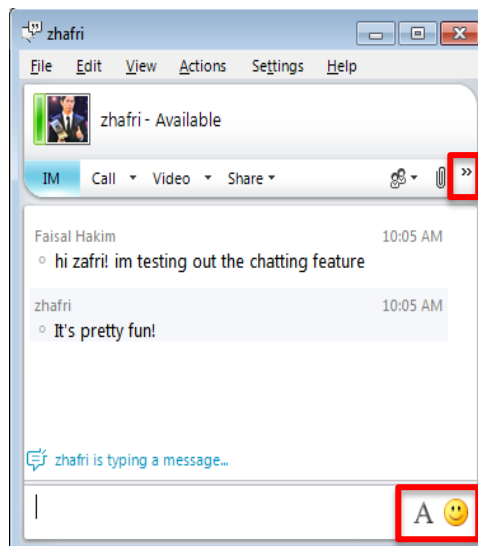 zhafri
File Edit View Actions Settings Help
zhafri - Available
IM Call Video Share »
Faisal Hakim 10:05 AM
hi zafri! im testing out the chatting feature
zhafri 10:05 AM
It's pretty fun!
zhafri is typing a message...
A